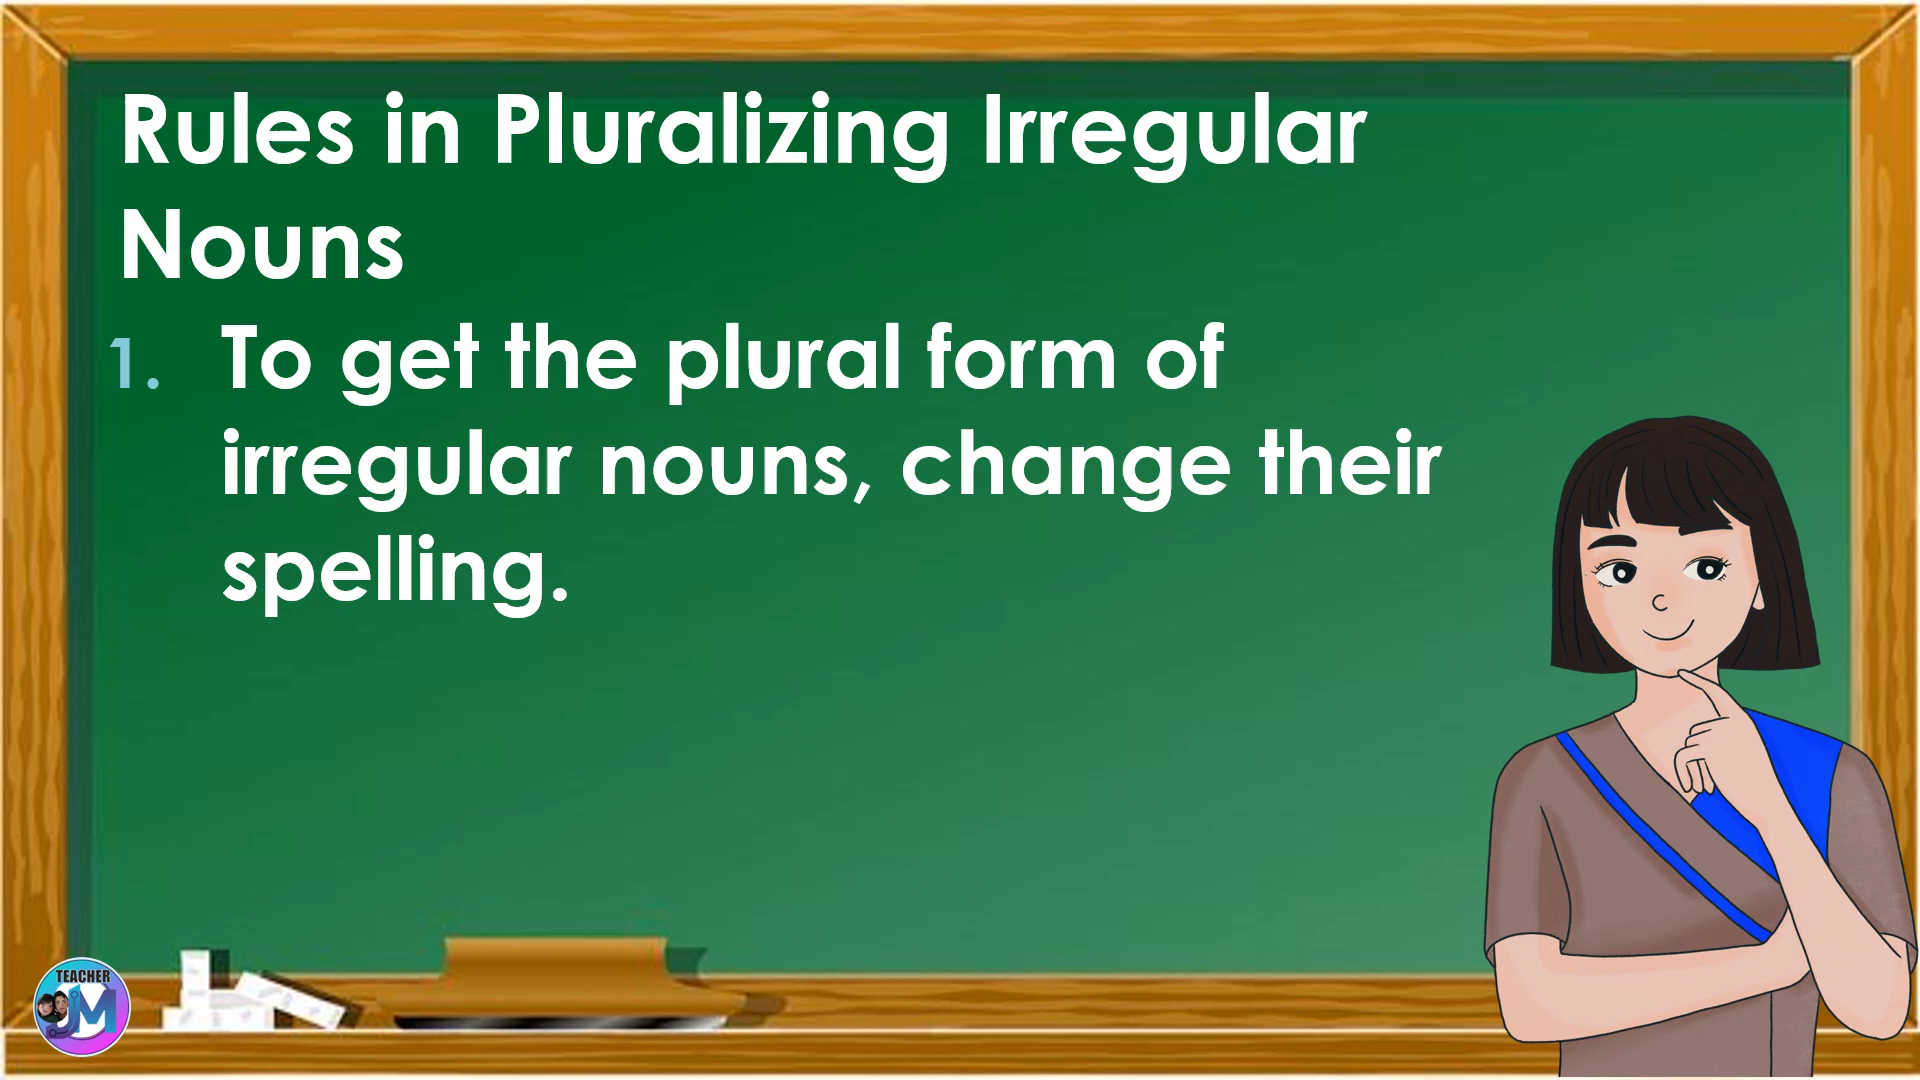 Rules in Pluralizing Irregular
Nouns
1. To get the plural form of
irregular nouns, change their
spelling.
TEACHER
JM